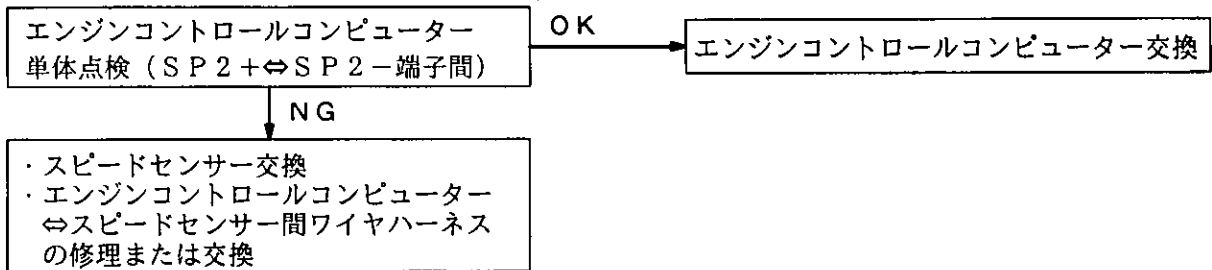 エンジンコントロールコンピューター
単体点検（ＳＰ２＋⇔ＳＰ２－端子間）
ＯＫ
エンジンコントロールコンピューター交換
ＮＧ
・スピードセンサー交換
・エンジンコントロールコンピューター
⇔スピードセンサー間ワイヤハーネス
の修理または交換